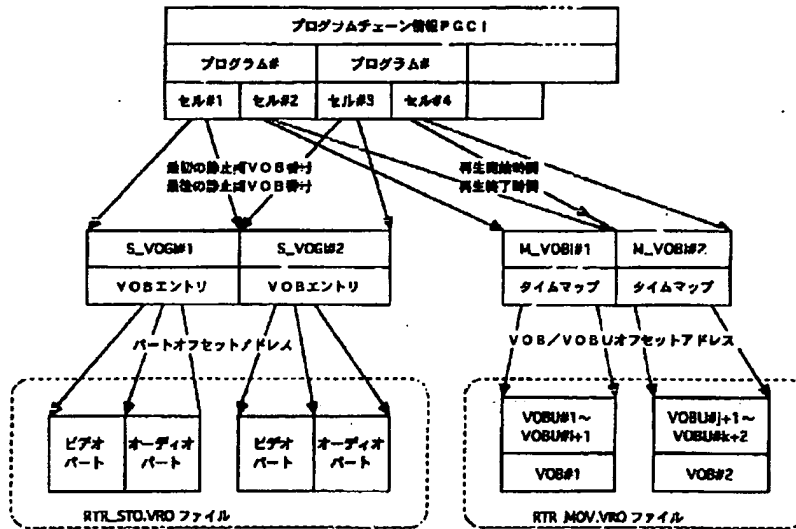 プログラムチェーン情報PGCI
プログラム# プログラム#
セル#1 セル#2 セル#3 セル#4
最初の静止画VOB番号
最後の静止画VOB番号
再生開始時間
再生終了時間
S_VOGI#1 S_VOGI#2
VOBエントリ VOBエントリ
M_VOBI#1 M_VOBI#2
タイムマップ タイムマップ
パートオフセットアドレス
VOB/VOBUオフセットアドレス
ビデオ
パート
オーディオ
パート
ビデオ
パート
オーディオ
パート
VOBU#1~
VOBU#i+1
VOB#1
VOBU#j+1~
VOBU#k+2
VOB#2
RTR_STO.VROファイル
RTR_MOV.VROファイル